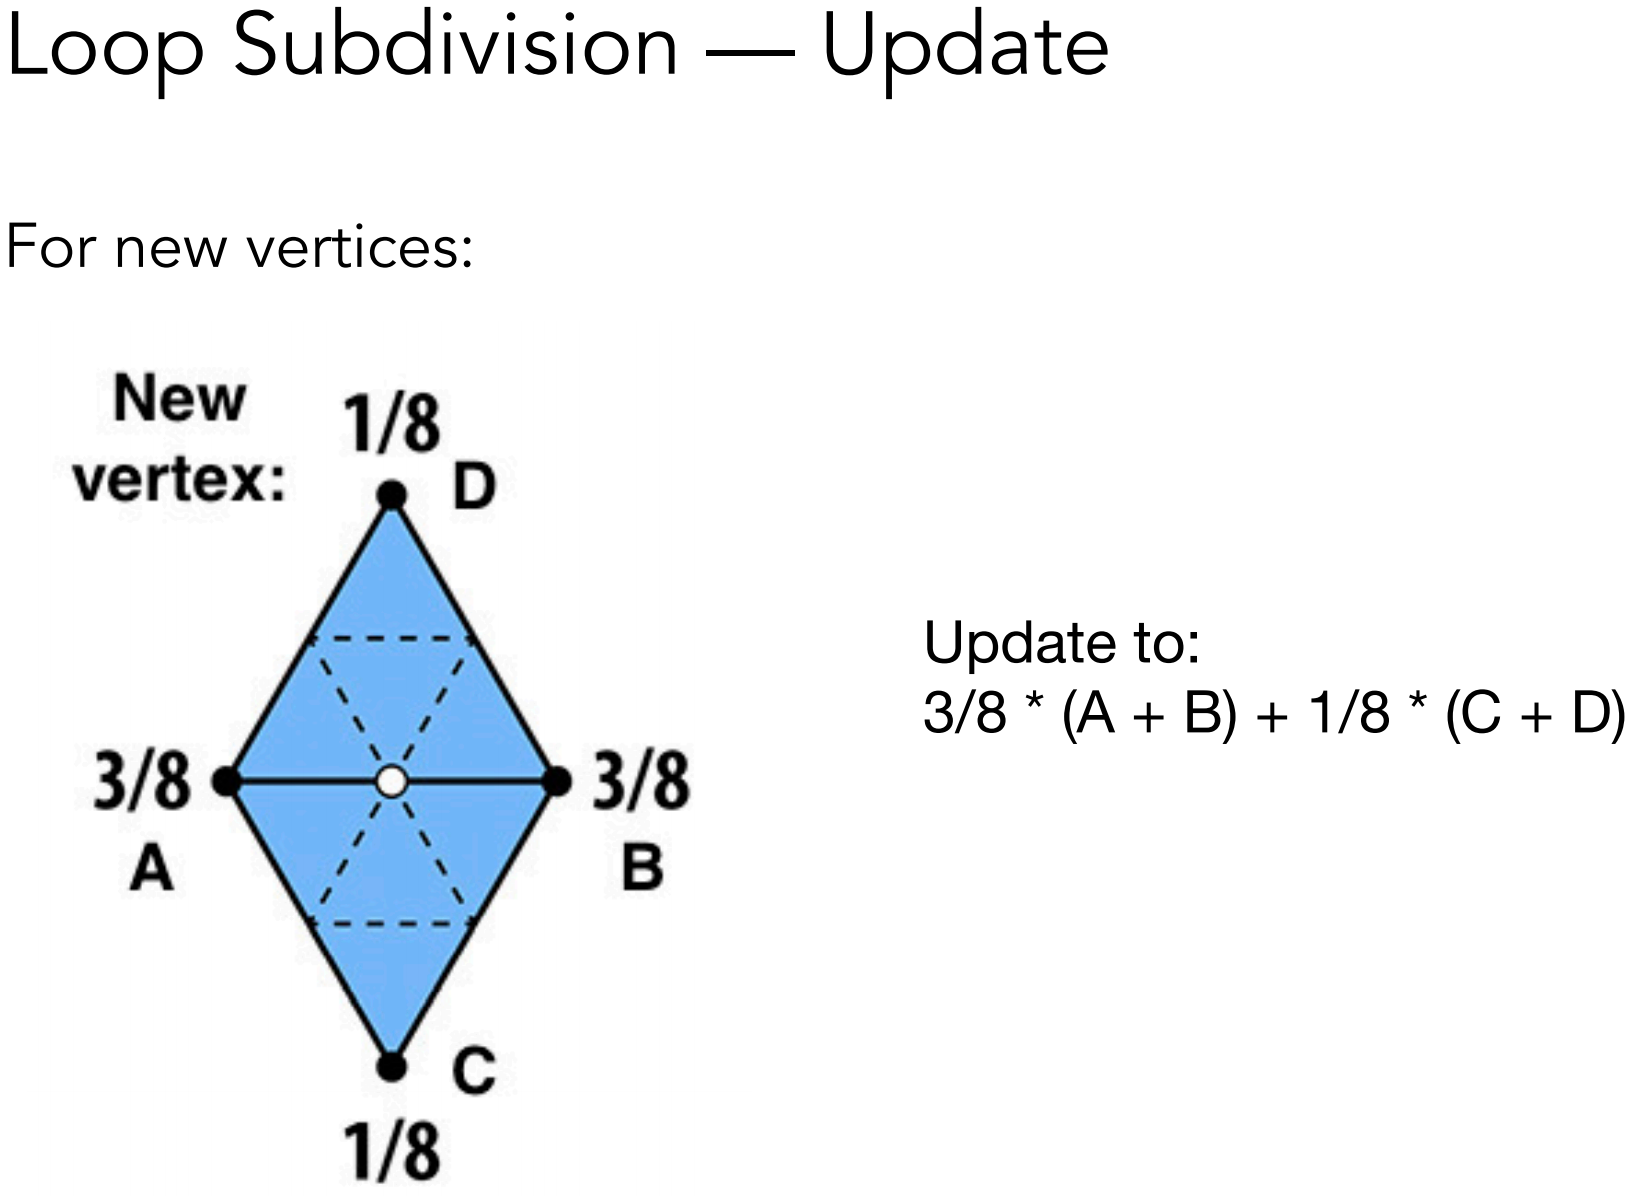 Loop Subdivision — Update
For new vertices:
New
vertex:
1/8
D
3/8
A
3/8
B
C
1/8
Update to:
3/8 * (A + B) + 1/8 * (C + D)